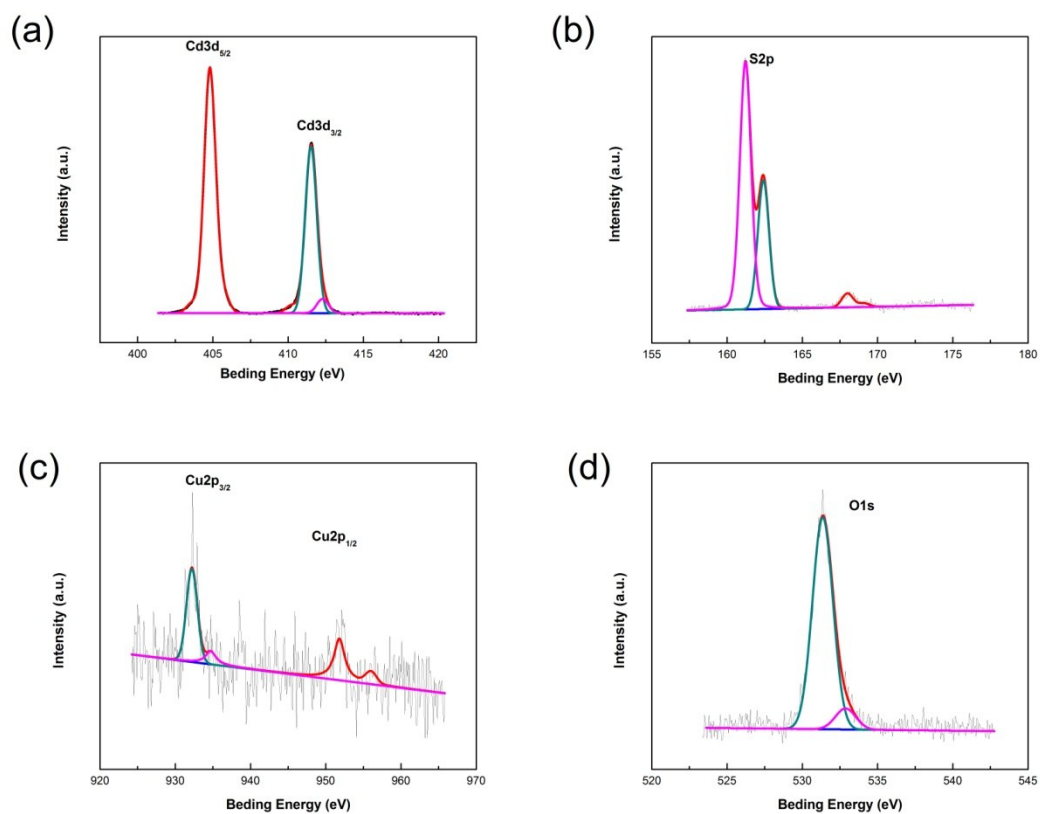 (a)
Cd3d5/2
Cd3d3/2
Intensity (a.u.)
400 405 410 415 420
Beding Energy (eV)
(b)
S2p
Intensity (a.u.)
155 160 165 170 175 180
Beding Energy (eV)
(c)
Cu2p3/2
Cu2p1/2
Intensity (a.u.)
920 930 940 950 960 970
Beding Energy (eV)
(d)
O1s
Intensity (a.u.)
520 525 530 535 540 545
Beding Energy (eV)